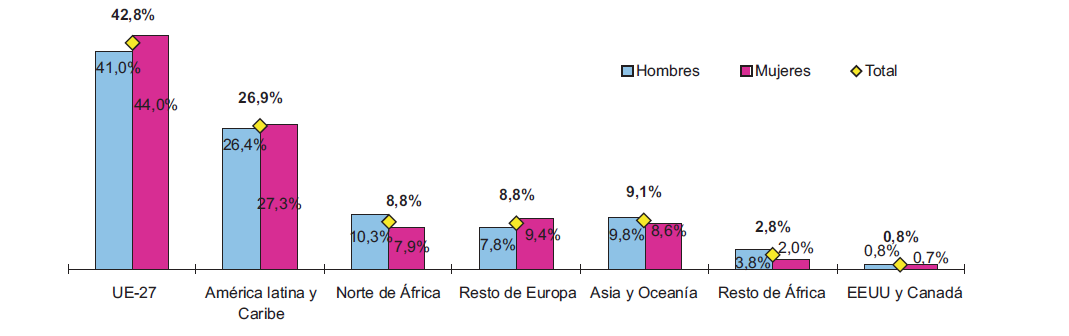 42,8%
41,0%
44,0%
26,9%
26,4%
27,3%
8,8%
10,3%
7,9%
8,8%
7,8%
9,4%
9,1%
9,8%
8,6%
2,8%
3,8%
2,0%
0,8%
0,8%
0,7%
Hombres
Mujeres
Total
UE-27
América latina y
Caribe
Norte de África
Resto de Europa
Asia y Oceanía
Resto de África
EEUU y Canadá